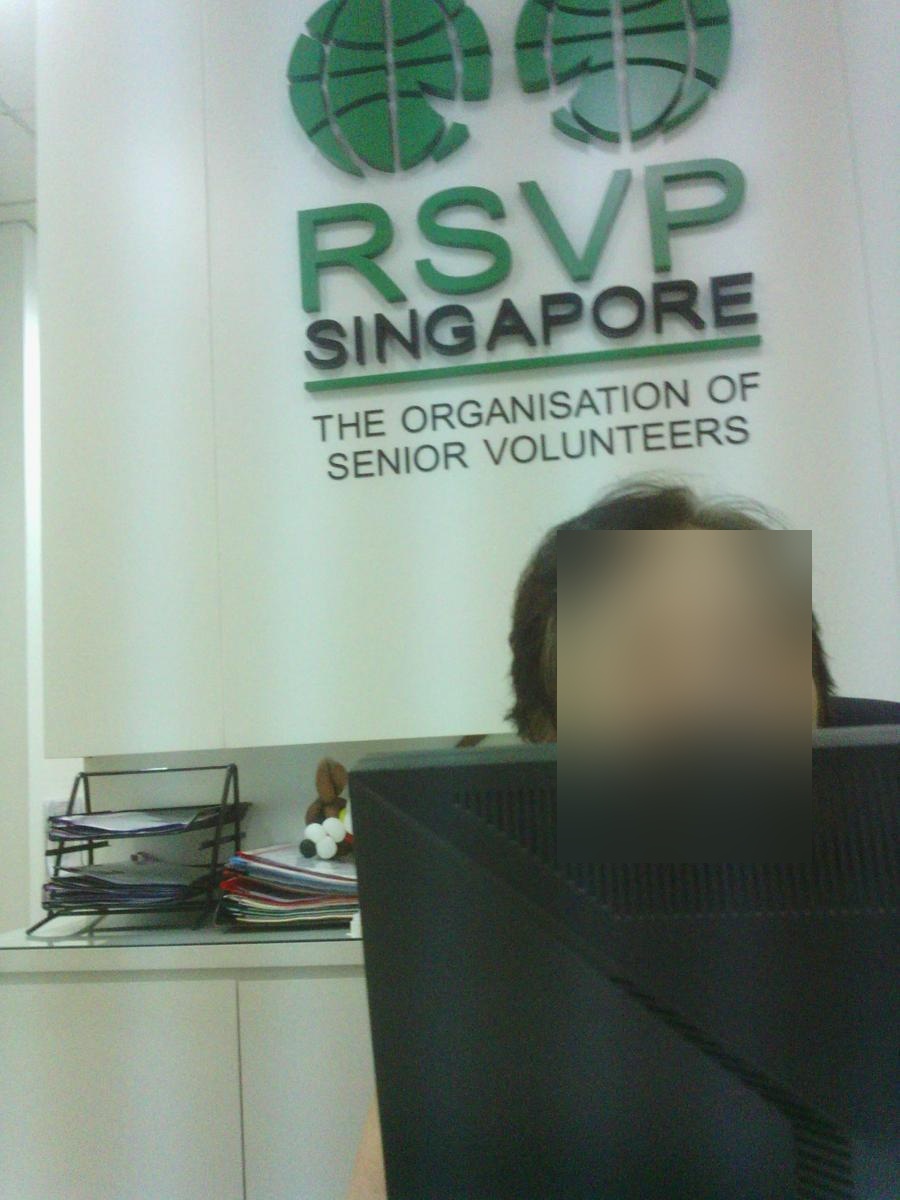 RSVP
SINGAPORE
THE ORGANISATION OF
SENIOR VOLUNTEERS